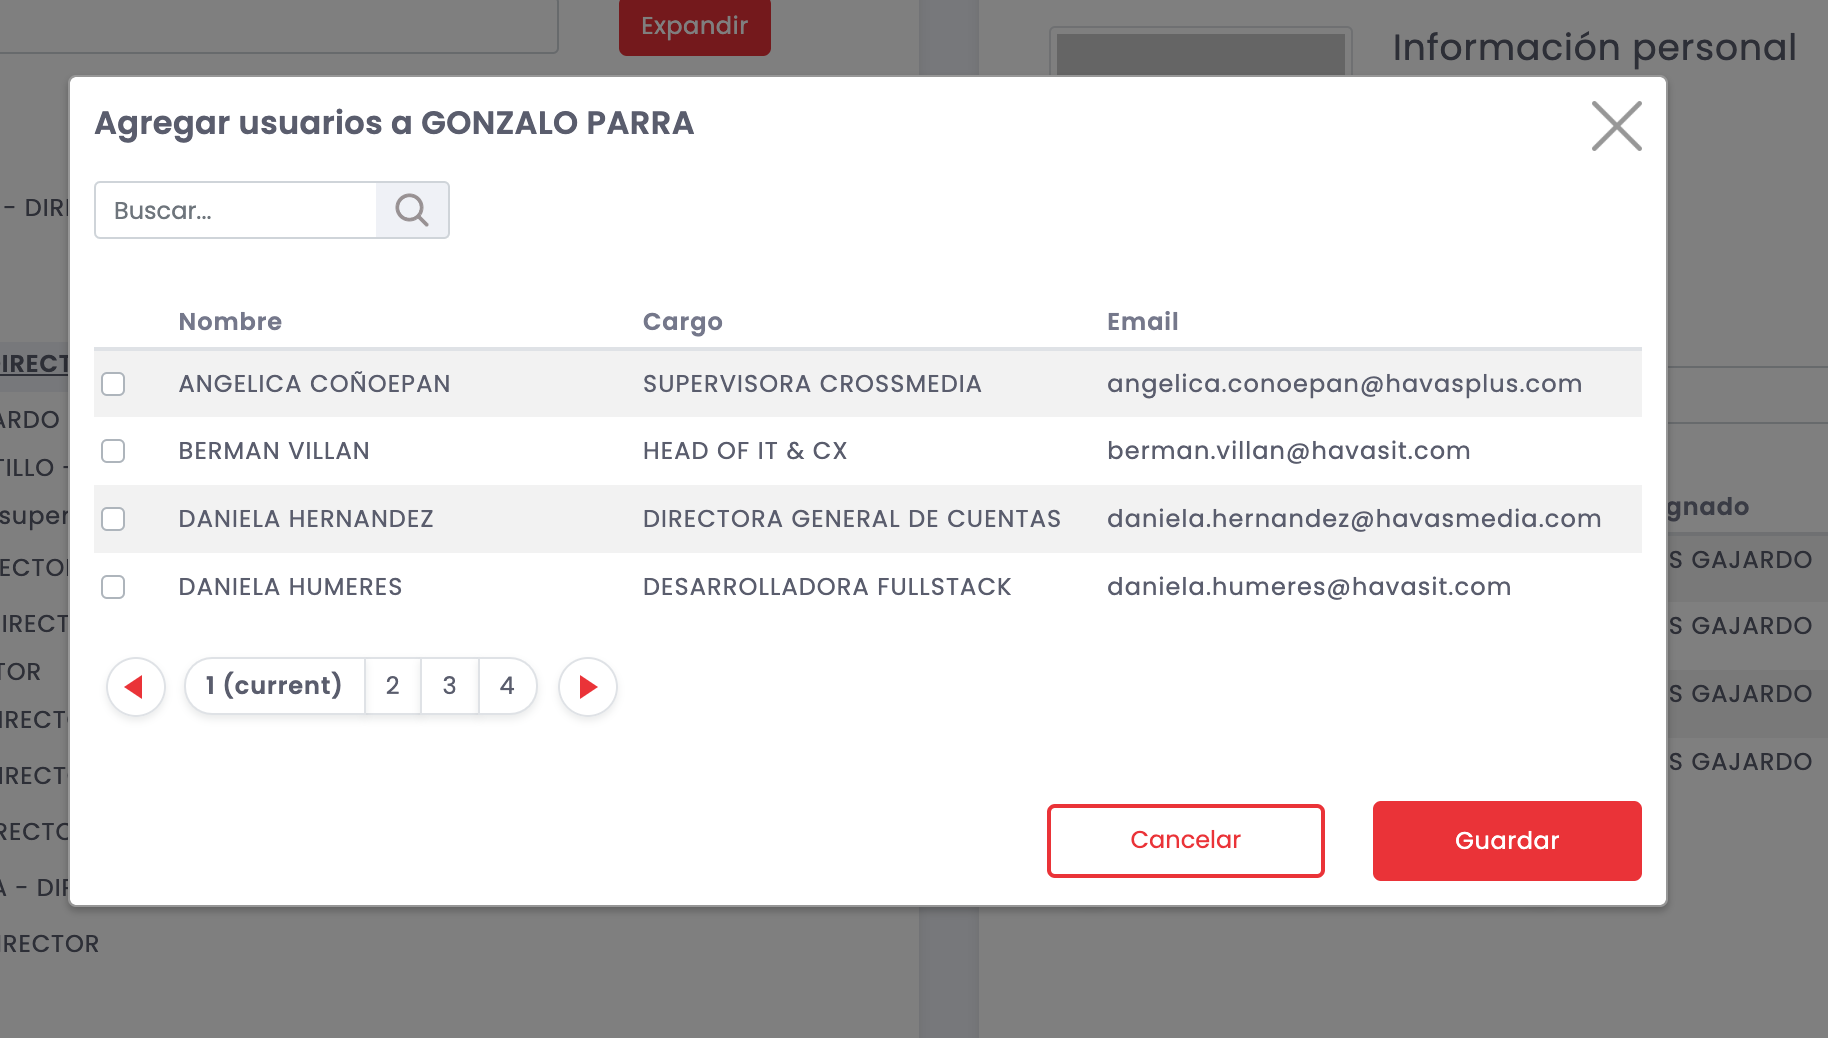 Expandir
Información personal
Agregar usuarios a GONZALO PARRA
Buscar...
- DIRE
Nombre Cargo Email
ANGELICA COÑOEPAN SUPERVISORA CROSSMEDIA angelica.conoepan@havasplus.com
BERMAN VILLAN HEAD OF IT & CX berman.villan@havasit.com
DANIELA HERNANDEZ DIRECTORA GENERAL DE CUENTAS daniela.hernandez@havasmedia.com
DANIELA HUMERES DESARROLLADORA FULLSTACK daniela.humeres@havasit.com
1 (current) 2 3 4
Cancelar
Guardar
IRECT
ARDO
TILLO -
super
ECTO
IRECT
TOR
IRECT
IRECT
RECTO
A - DIR
IRECTOR
gnado
S GAJARDO
S GAJARDO
S GAJARDO
S GAJARDO